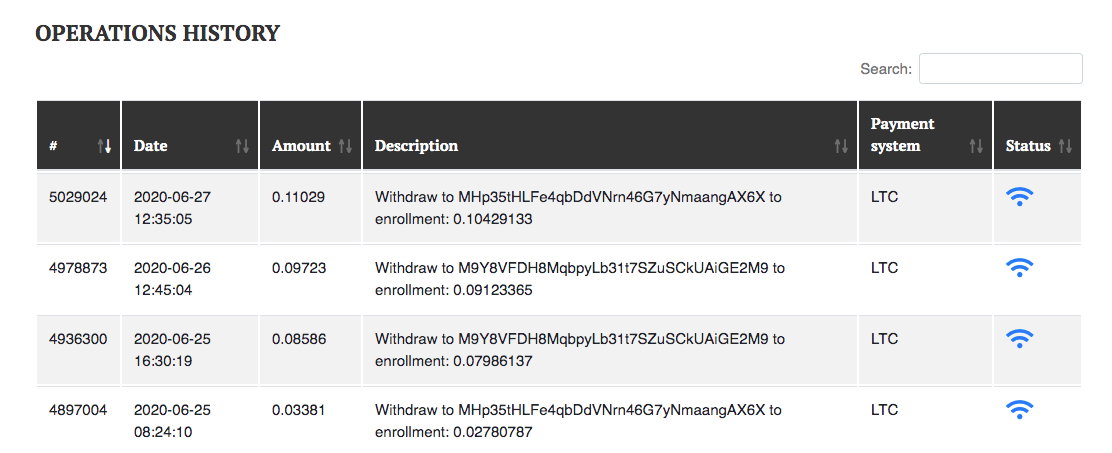 OPERATIONS HISTORY
Search:
# Date Amount Description Payment system Status
5029024 2020-06-27 0.11029 Withdraw to MHp35tHLFe4qbDdVNrn46G7yNmaangAX6X to LTC
12:35:05 enrollment: 0.10429133
4978873 2020-06-26 0.09723 Withdraw to M9Y8VFDH8MqbpyLb31t7SZuSCkUAiGE2M9 to LTC
12:45:04 enrollment: 0.09123365
4936300 2020-06-25 0.08586 Withdraw to M9Y8VFDH8MqbpyLb31t7SZuSCkUAiGE2M9 to LTC
16:30:19 enrollment: 0.07986137
4897004 2020-06-25 0.03381 Withdraw to MHp35tHLFe4qbDdVNrn46G7yNmaangAX6X to LTC
08:24:10 enrollment: 0.02780787